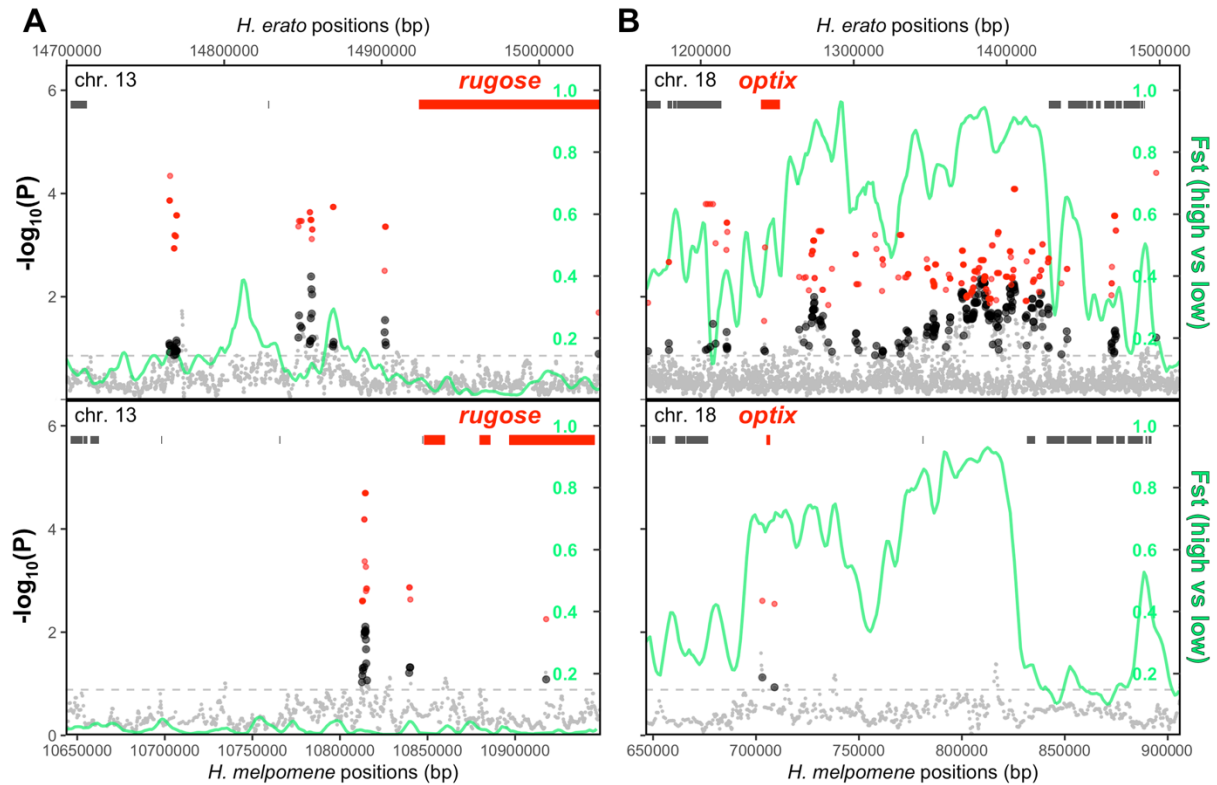 A
H. erato positions (bp)
14700000 14800000 14900000 15000000
B
H. erato positions (bp)
1200000 1300000 1400000 1500000
chr. 13
rugose
-log10(P)
6
4
2
0
1.0
0.8
0.6
0.4
0.2
chr. 18
optix
1.0
0.8
0.6
0.4
0.2
Fst (high vs low)
chr. 13
rugose
-log10(P)
6
4
2
0
1.0
0.8
0.6
0.4
0.2
chr. 18
optix
1.0
0.8
0.6
0.4
0.2
Fst (high vs low)
10650000 10700000 10750000 10800000 10850000 10900000
H. melpomene positions (bp)
650000 700000 750000 800000 850000 900000
H. melpomene positions (bp)